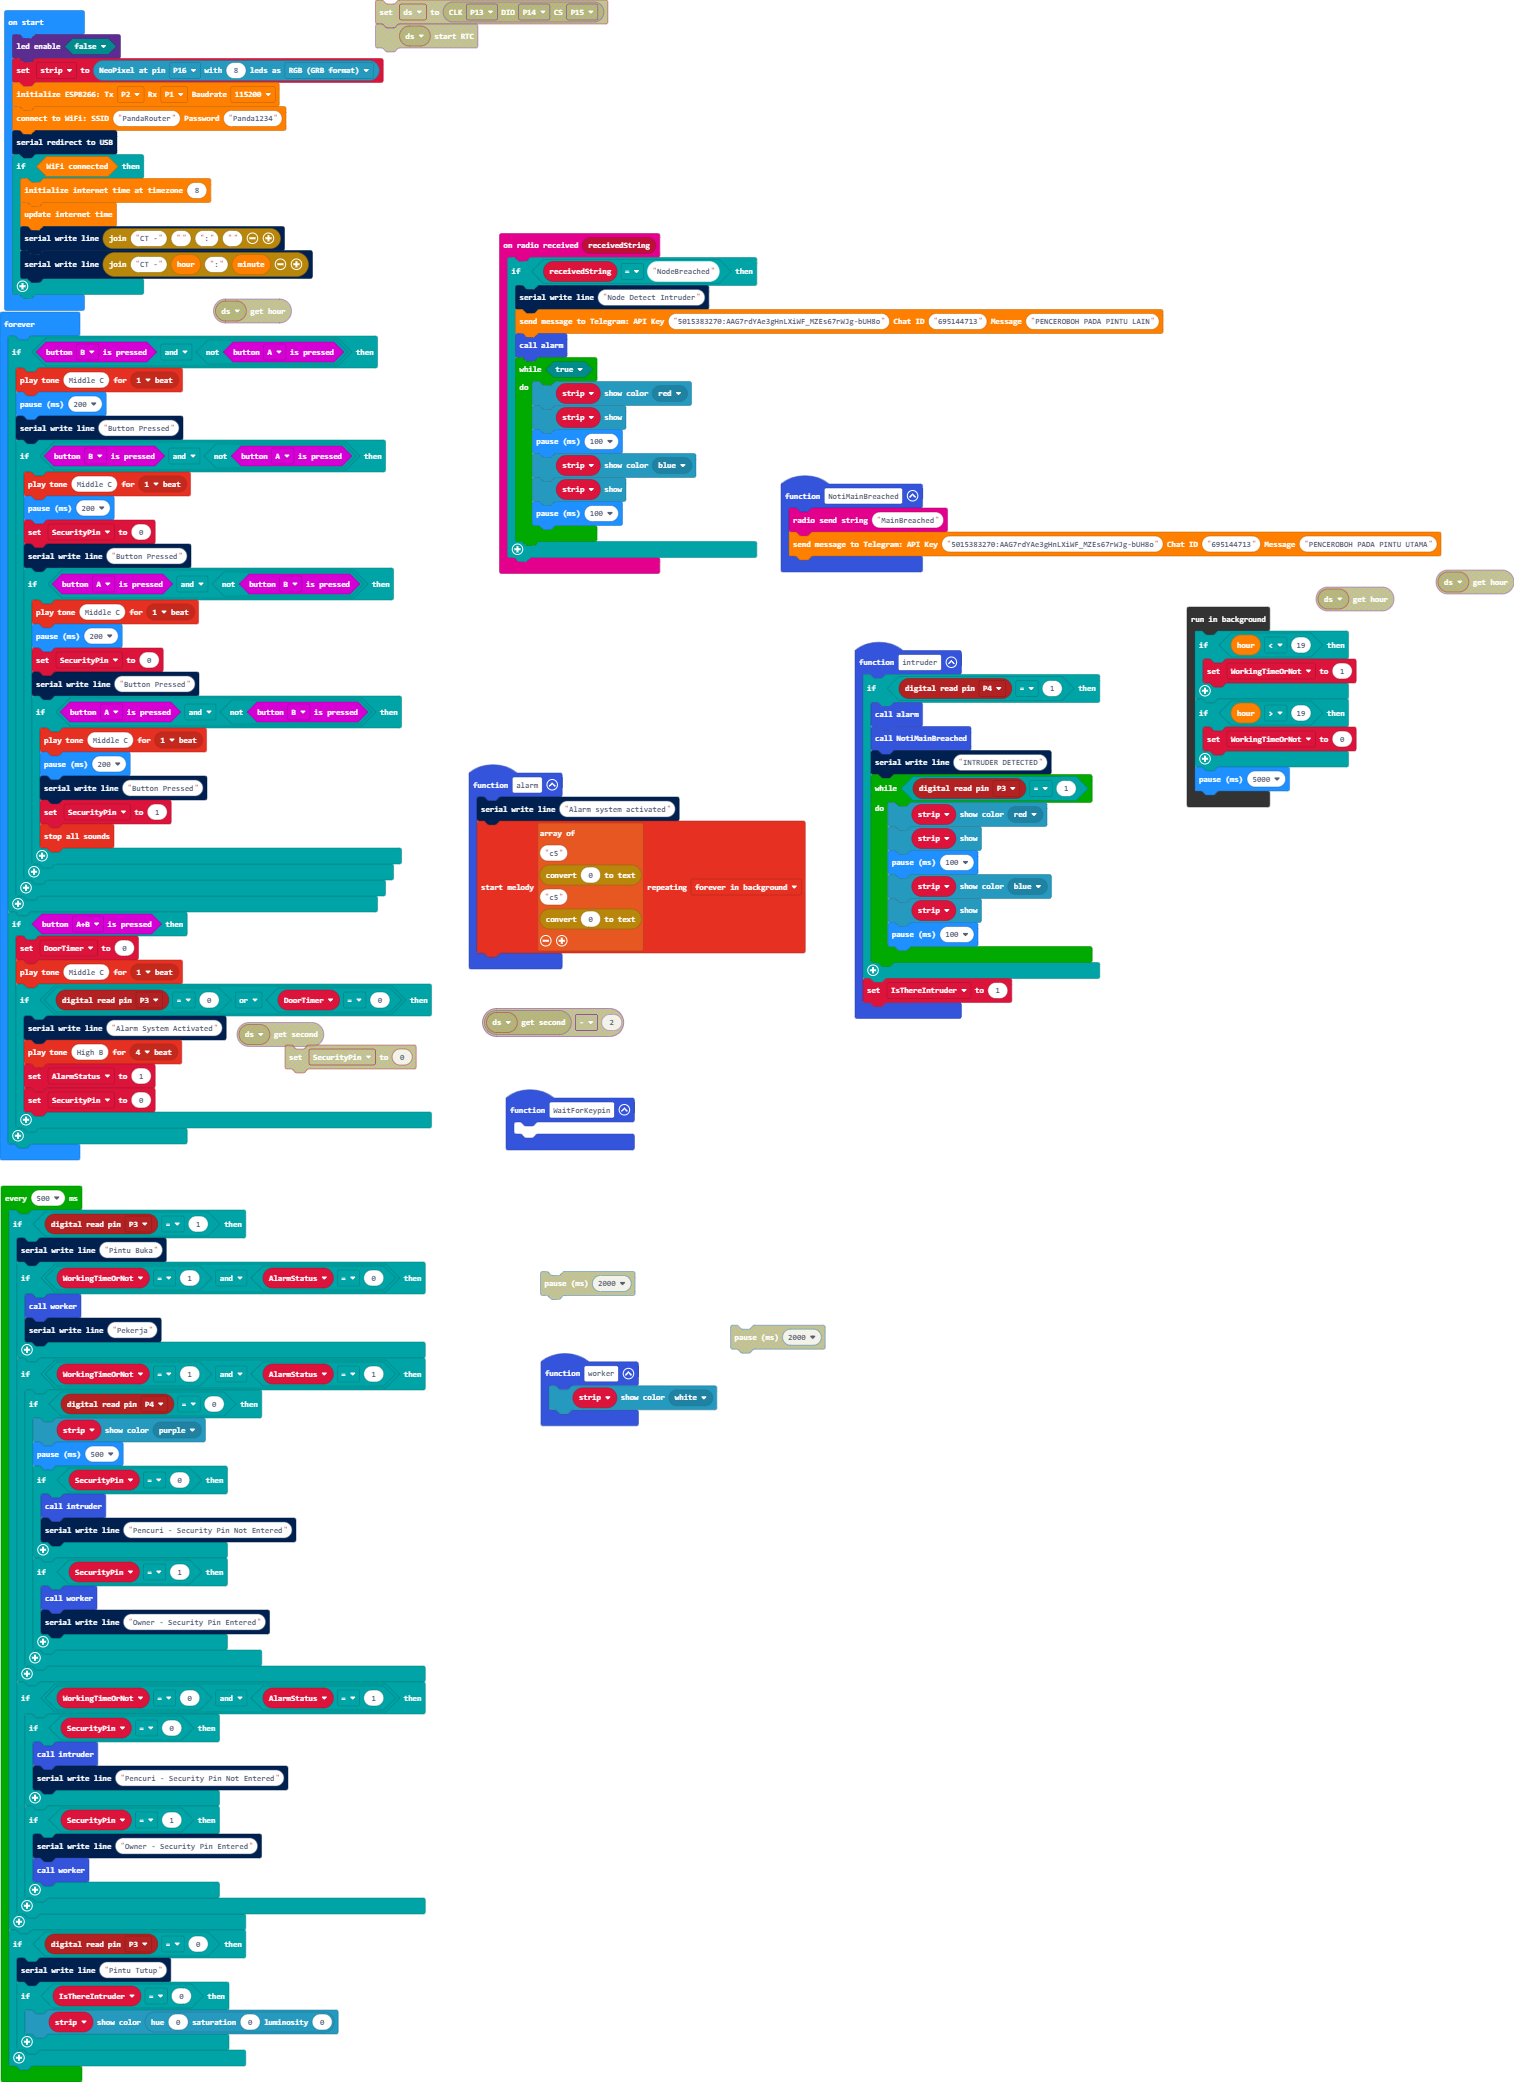 set ds to CLK P13 DIO P14 CS P15
ds start RTC
on start
led enable false
set strip to NeoPixel at pin P16 with 8 leds as RGB (GRB format)
initialize ESP8266: Tx P2 Rx P1 Baudrate 115200
connect to WiFi: SSID "PandaRouter" Password "Panda1234"
serial redirect to USB
if WiFi connected then
initialize internet time at timezone 8
update internet time
serial write line join "CT -" "" ":" ""
serial write line join "CT -" hour ":" minute
ds get hour
forever
if button B is pressed and not button A is pressed then
play tone Middle C for 1 beat
pause (ms) 200
serial write line "Button Pressed"
if button B is pressed and not button A is pressed then
play tone Middle C for 1 beat
pause (ms) 200
set SecurityPin to 0
serial write line "Button Pressed"
if button A is pressed and not button B is pressed then
play tone Middle C for 1 beat
pause (ms) 200
set SecurityPin to 0
serial write line "Button Pressed"
if button A is pressed and not button B is pressed then
play tone Middle C for 1 beat
pause (ms) 200
serial write line "Button Pressed"
set SecurityPin to 1
stop all sounds
if button A+B is pressed then
set DoorTimer to 0
play tone Middle C for 1 beat
if digital read pin P3 = 0 or DoorTimer = 0 then
serial write line "Alarm System Activated"
play tone High B for 4 beat
set AlarmStatus to 1
set SecurityPin to 0
ds get second
set SecurityPin to 0
on radio received receivedString
if receivedString = "NodeBreached" then
serial write line "Node Detect Intruder"
send message to Telegram: API Key "5015383270:AAG7rdYAe3gHnLXiWF_MZEs67rWJg-bUH8o" Chat ID "695144713" Message "PENCEROBOH PADA PINTU LAIN"
call alarm
while true
do
strip show color red
strip show
pause (ms) 100
strip show color blue
strip show
pause (ms) 100
function NotiMainBreached
radio send string "MainBreached"
send message to Telegram: API Key "5015383270:AAG7rdYAe3gHnLXiWF_MZEs67rWJg-bUH8o" Chat ID "695144713" Message "PENCEROBOH PADA PINTU UTAMA"
ds get hour
ds get hour
run in background
if hour < 19 then
set WorkingTimeOrNot to 1
if hour > 19 then
set WorkingTimeOrNot to 0
pause (ms) 5000
function intruder
if digital read pin P4 = 1 then
call alarm
call NotiMainBreached
serial write line "INTRUDER DETECTED"
while digital read pin P3 = 1
do
strip show color red
strip show
pause (ms) 100
strip show color blue
strip show
pause (ms) 100
set IsThereIntruder to 1
function alarm
serial write line "Alarm system activated"
start melody array of "c5" convert 0 to text "c5" convert 0 to text repeating forever in background
ds get second - 2
function WaitForKeypin
every 500 ms
if digital read pin P3 = 1 then
serial write line "Pintu Buka"
if WorkingTimeOrNot = 1 and AlarmStatus = 0 then
call worker
serial write line "Pekerja"
if WorkingTimeOrNot = 1 and AlarmStatus = 1 then
if digital read pin P4 = 0 then
strip show color purple
pause (ms) 500
if SecurityPin = 0 then
call intruder
serial write line "Pencuri - Security Pin Not Entered"
if SecurityPin = 1 then
call worker
serial write line "Owner - Security Pin Entered"
if WorkingTimeOrNot = 0 and AlarmStatus = 1 then
if SecurityPin = 0 then
call intruder
serial write line "Pencuri - Security Pin Not Entered"
if SecurityPin = 1 then
serial write line "Owner - Security Pin Entered"
call worker
if digital read pin P3 = 0 then
serial write line "Pintu Tutup"
if IsThereIntruder = 0 then
strip show color hue 0 saturation 0 luminosity 0
pause (ms) 2000
pause (ms) 2000
function worker
strip show color white